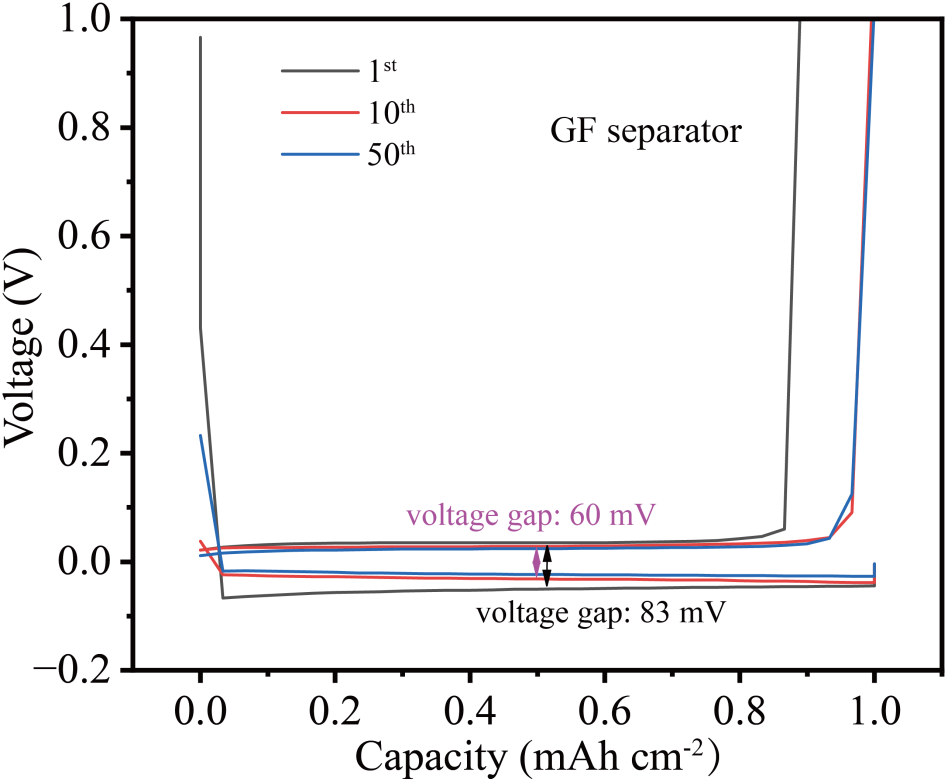 1.0
0.8
0.6
0.4
0.2
0.0
−0.2
Voltage (V)
1st
10th
50th
GF separator
voltage gap: 60 mV
voltage gap: 83 mV
0.0 0.2 0.4 0.6 0.8 1.0
Capacity (mAh cm-2)